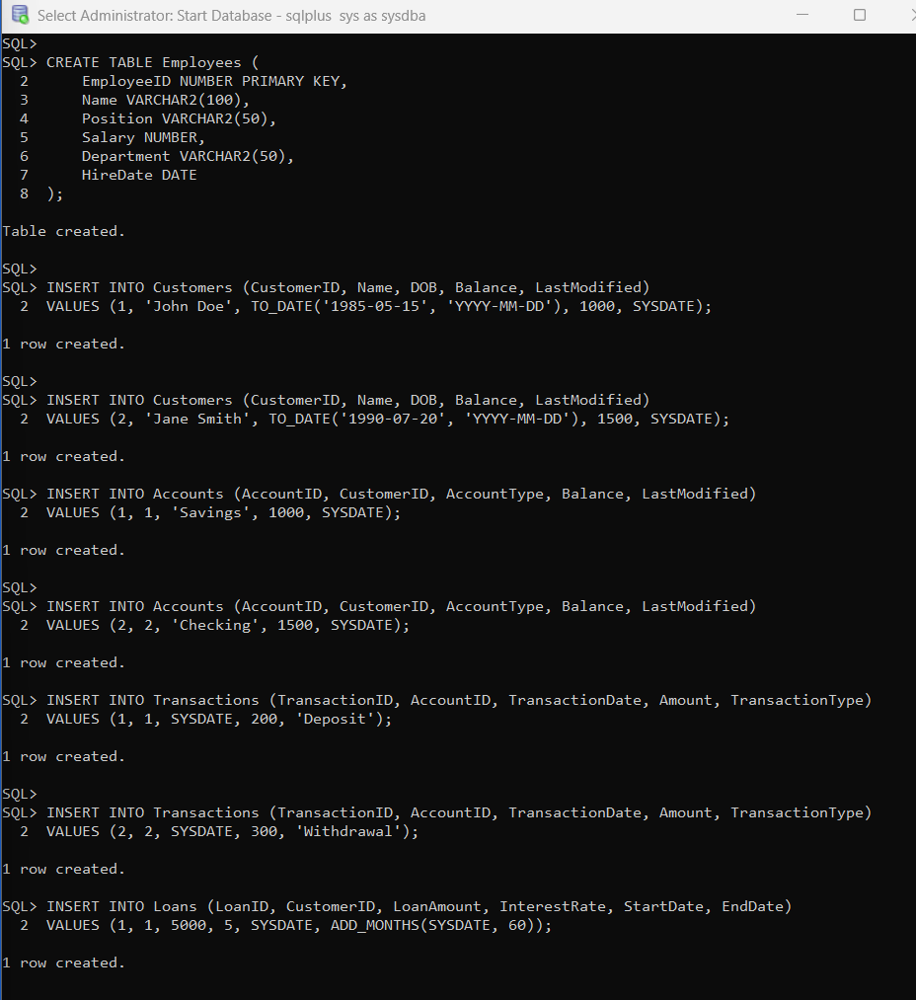 Select Administrator: Start Database - sqlplus  sys as sysdba
SQL>
SQL> CREATE TABLE Employees (
  2      EmployeeID NUMBER PRIMARY KEY,
  3      Name VARCHAR2(100),
  4      Position VARCHAR2(50),
  5      Salary NUMBER,
  6      Department VARCHAR2(50),
  7      HireDate DATE
  8  );
Table created.
SQL>
SQL> INSERT INTO Customers (CustomerID, Name, DOB, Balance, LastModified)
  2  VALUES (1, 'John Doe', TO_DATE('1985-05-15', 'YYYY-MM-DD'), 1000, SYSDATE);
1 row created.
SQL>
SQL> INSERT INTO Customers (CustomerID, Name, DOB, Balance, LastModified)
  2  VALUES (2, 'Jane Smith', TO_DATE('1990-07-20', 'YYYY-MM-DD'), 1500, SYSDATE);
1 row created.
SQL> INSERT INTO Accounts (AccountID, CustomerID, AccountType, Balance, LastModified)
  2  VALUES (1, 1, 'Savings', 1000, SYSDATE);
1 row created.
SQL>
SQL> INSERT INTO Accounts (AccountID, CustomerID, AccountType, Balance, LastModified)
  2  VALUES (2, 2, 'Checking', 1500, SYSDATE);
1 row created.
SQL> INSERT INTO Transactions (TransactionID, AccountID, TransactionDate, Amount, TransactionType)
  2  VALUES (1, 1, SYSDATE, 200, 'Deposit');
1 row created.
SQL>
SQL> INSERT INTO Transactions (TransactionID, AccountID, TransactionDate, Amount, TransactionType)
  2  VALUES (2, 2, SYSDATE, 300, 'Withdrawal');
1 row created.
SQL> INSERT INTO Loans (LoanID, CustomerID, LoanAmount, InterestRate, StartDate, EndDate)
  2  VALUES (1, 1, 5000, 5, SYSDATE, ADD_MONTHS(SYSDATE, 60));
1 row created.